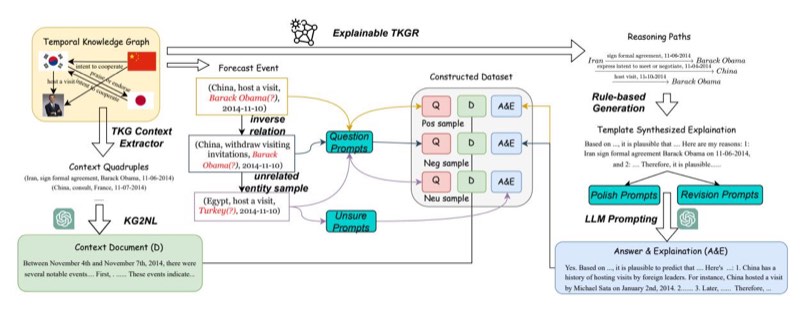 Temporal Knowledge Graph
intent to cooperate
host a visit
praise or endorse
intent to cooperate
TKG Context
Extractor
Context Quadruples
(Iran, sign formal agreement, Barack Obama, 11-06-2014)
(China, consult, France, 11-07-2014)
KG2NL
Context Document (D)
Between November 4th and November 7th, 2014, there were
several notable events.... First, . ..... These events indicate...
Explainable TKGR
Forecast Event
(China, host a visit,
Barack Obama(?),
2014-11-10)
inverse
relation
(China, withdraw visiting
invitations, Barack
Obama(?), 2014-11-10)
unrelated
entity sample
(Egypt, host a visit,
Turkey(?), 2014-11-10)
Question
Prompts
Unsure
Prompts
Constructed Dataset
Q D A&E
Pos sample
Q D A&E
Neg sample
Q D A&E
Neu sample
Reasoning Paths
sign formal agreement, 11-06-2014
Iran Barack Obama
express intent to meet or negotiate, 11-04-2014
China
host visit, 11-10-2014
Barack Obama
Rule-based
Generation
Template Synthesized Explaination
Based on ..., it is plausible that .... Here are my reasons: 1:
Iran sign formal agreement Barack Obama on 11-06-2014,
and 2: .... Therefore, it is plausible.....
Polish Prompts
Revision Prompts
LLM Prompting
Answer & Explaination (A&E)
Yes. Based on ..., it is plausible to predict that .... Here's ...: 1. China has a
history of hosting visits by foreign leaders. For instance, China hosted a visit
by Michael Sata on January 2nd, 2014. 2...... 3. Later, ...... Therefore, ...